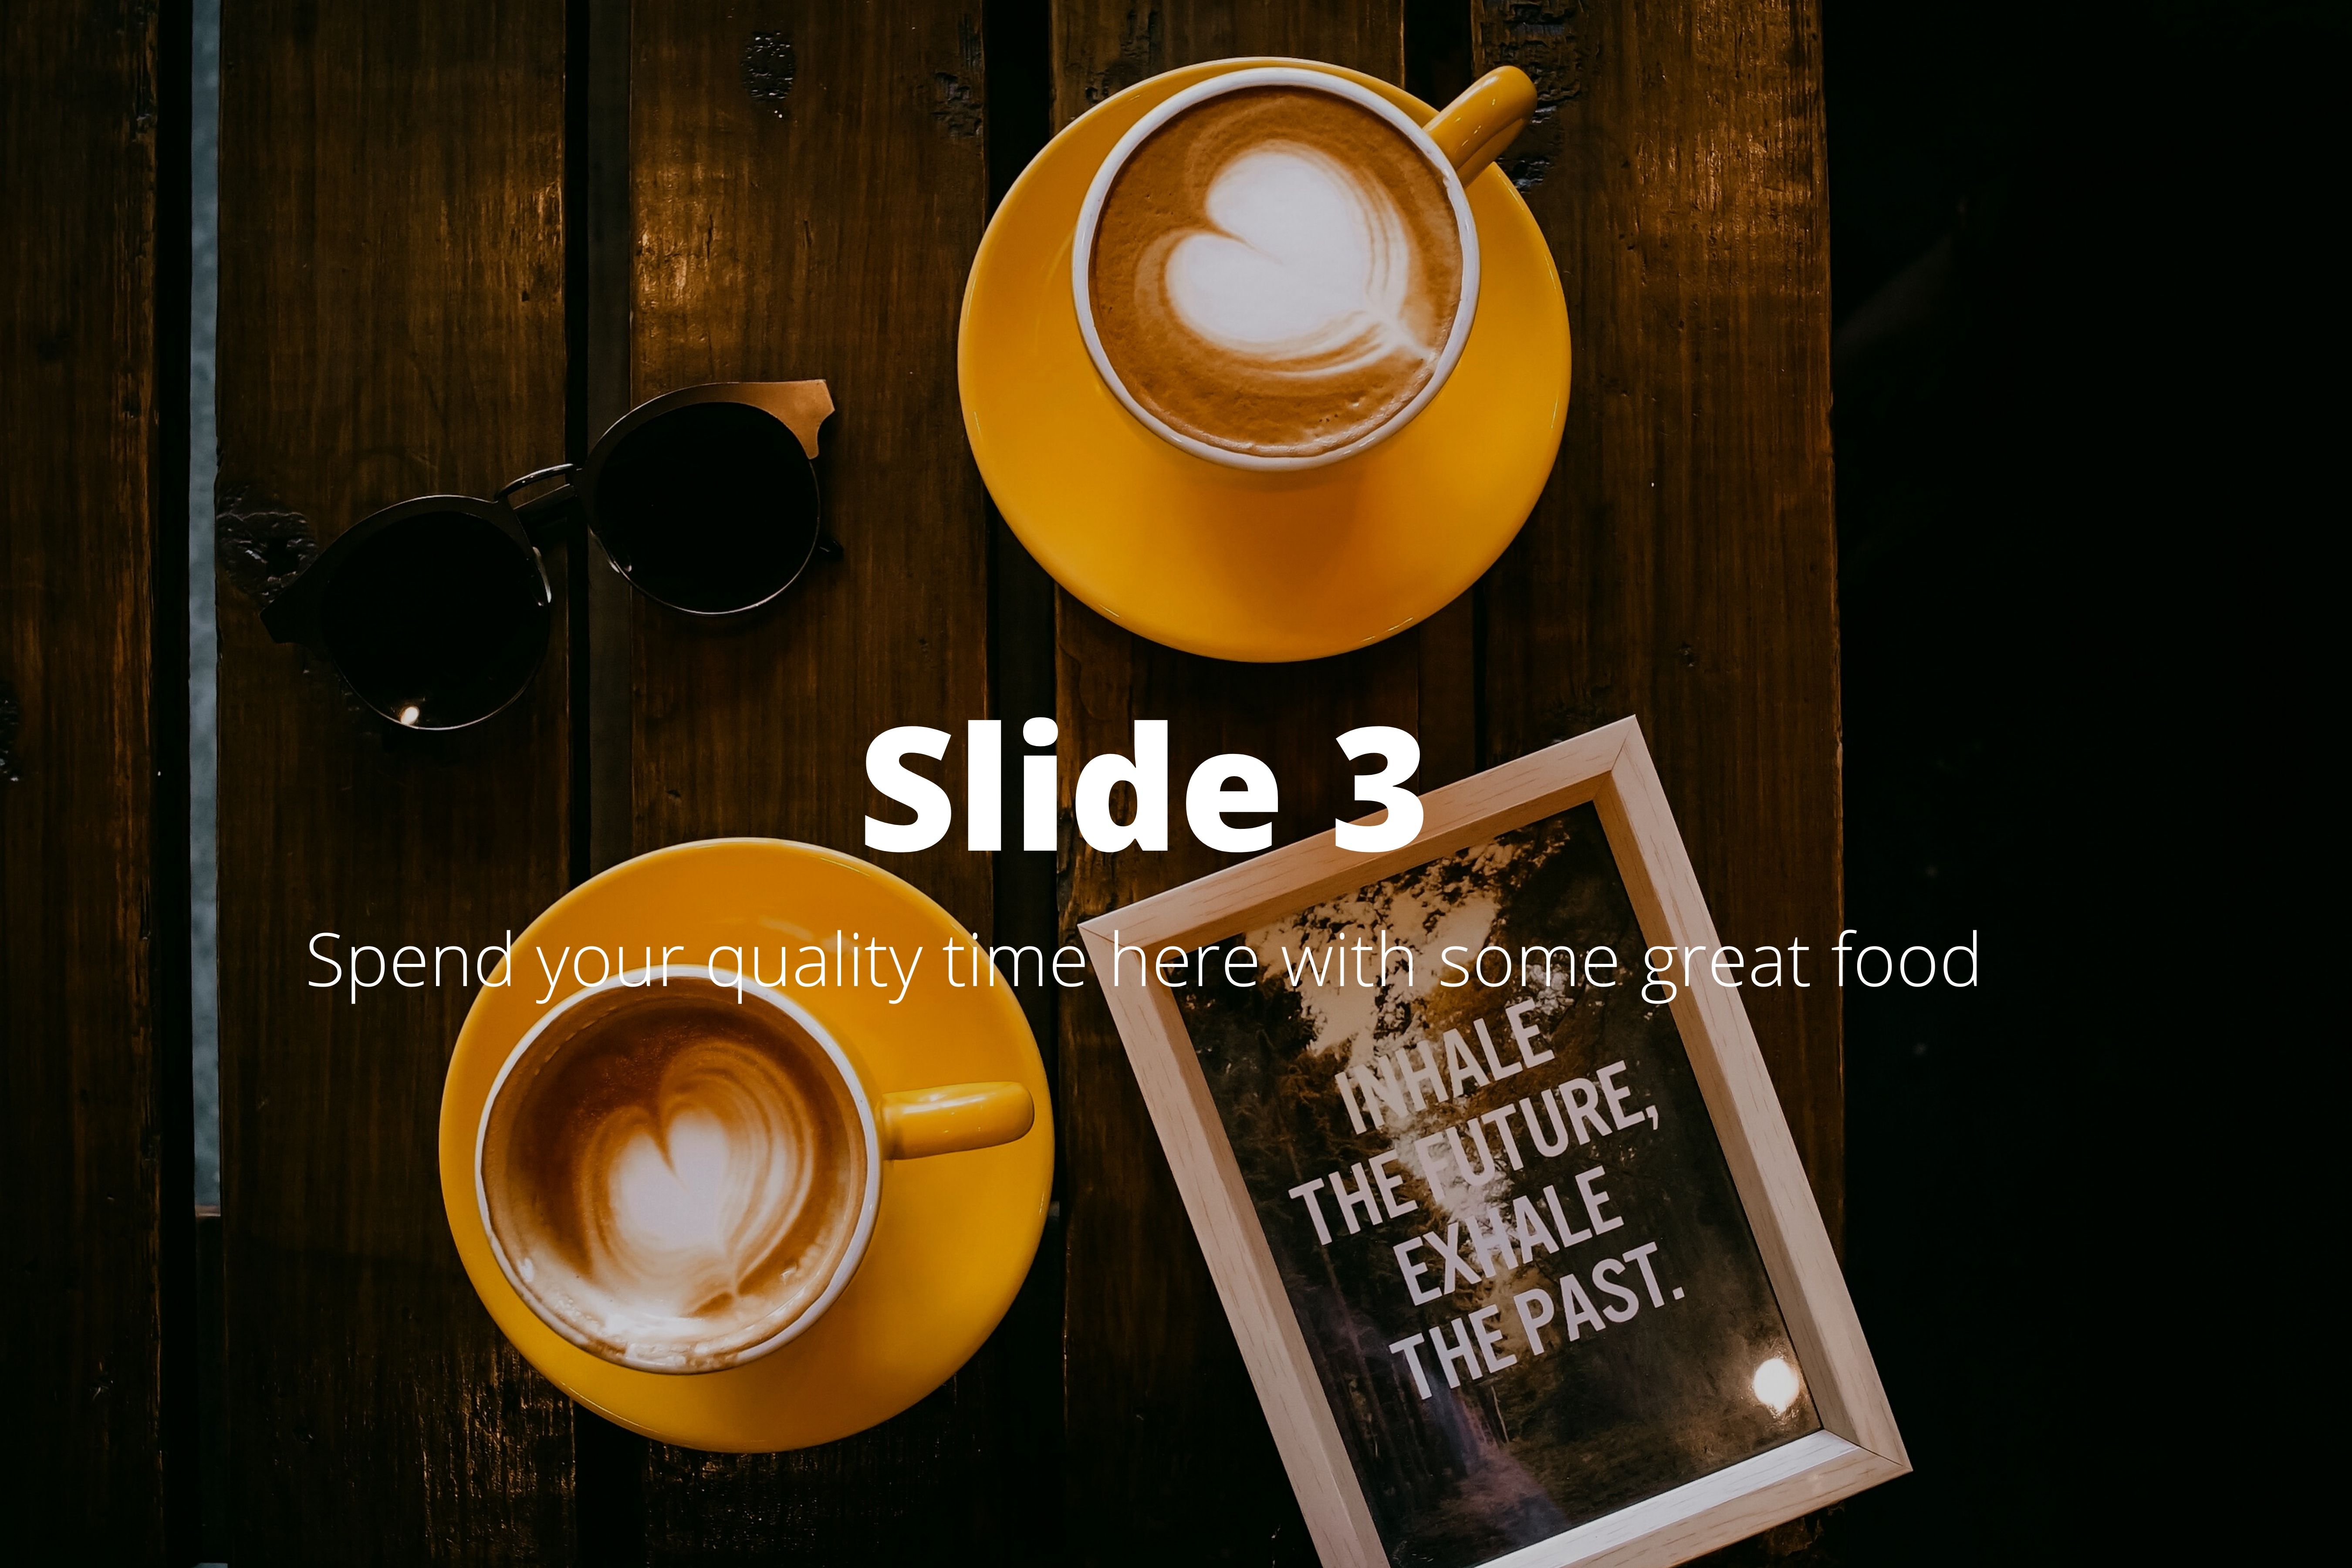 Slide 3
Spend your quality time here with some great food
INHALE
THE FUTURE,
EXHALE
THE PAST.